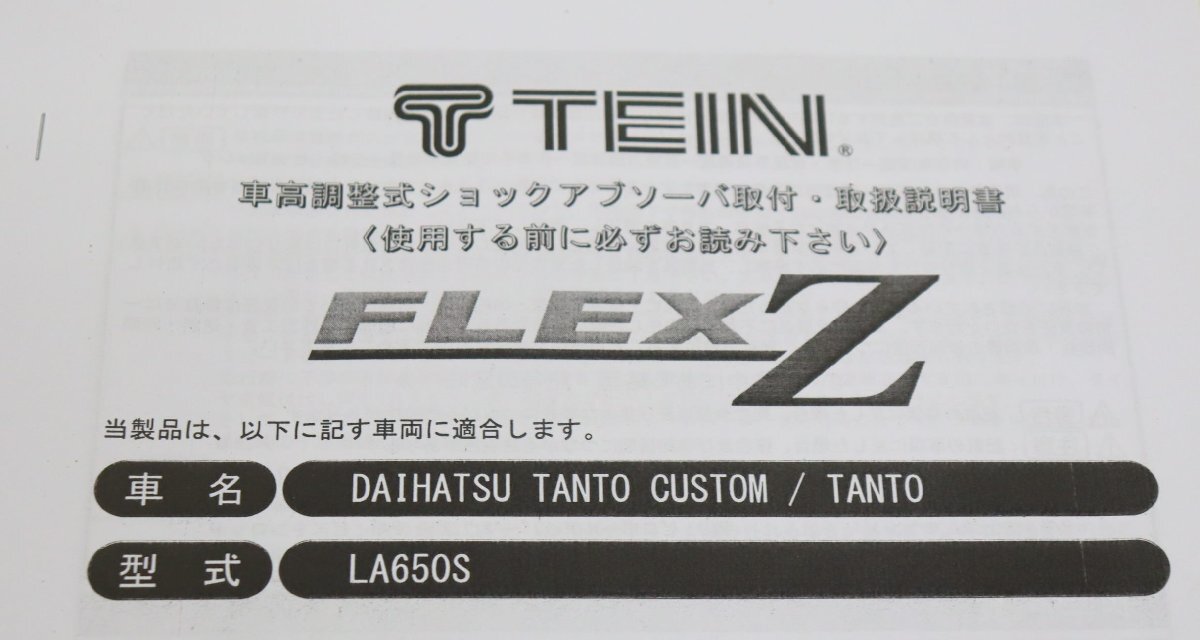 TEIN®
車高調整式ショックアブソーバ取付・取扱説明書
〈使用する前に必ずお読み下さい〉
FLEX Z
当製品は、以下に記す車両に適合します。
車 名 DAIHATSU TANTO CUSTOM / TANTO
型 式 LA650S